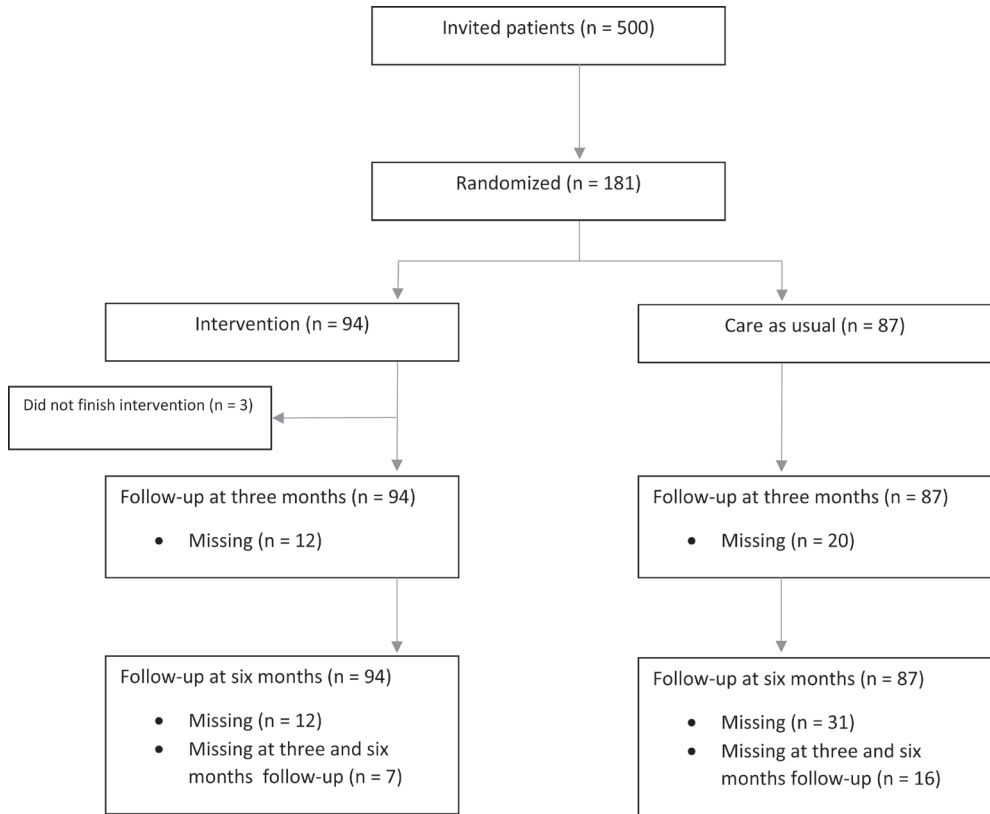 Invited patients (n = 500)
Randomized (n = 181)
Intervention (n = 94)
Care as usual (n = 87)
Did not finish intervention (n = 3)
Follow-up at three months (n = 94)
• Missing (n = 12)
Follow-up at three months (n = 87)
• Missing (n = 20)
Follow-up at six months (n = 94)
• Missing (n = 12)
• Missing at three and six
months follow-up (n = 7)
Follow-up at six months (n = 87)
• Missing (n = 31)
• Missing at three and six
months follow-up (n = 16)